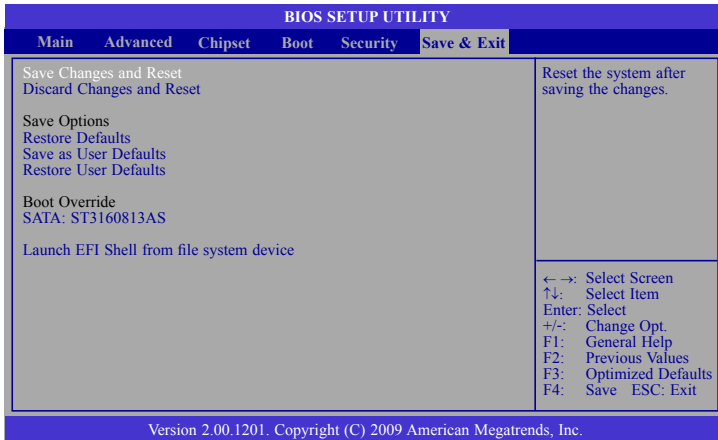 BIOS SETUP UTILITY
Main Advanced Chipset Boot Security Save & Exit
Save Changes and Reset
Discard Changes and Reset
Save Options
Restore Defaults
Save as User Defaults
Restore User Defaults
Boot Override
SATA: ST3160813AS
Launch EFI Shell from file system device
Reset the system after
saving the changes.
←→: Select Screen
↑↓: Select Item
Enter: Select
+/-: Change Opt.
F1: General Help
F2: Previous Values
F3: Optimized Defaults
F4: Save ESC: Exit
Version 2.00.1201. Copyright (C) 2009 American Megatrends, Inc.